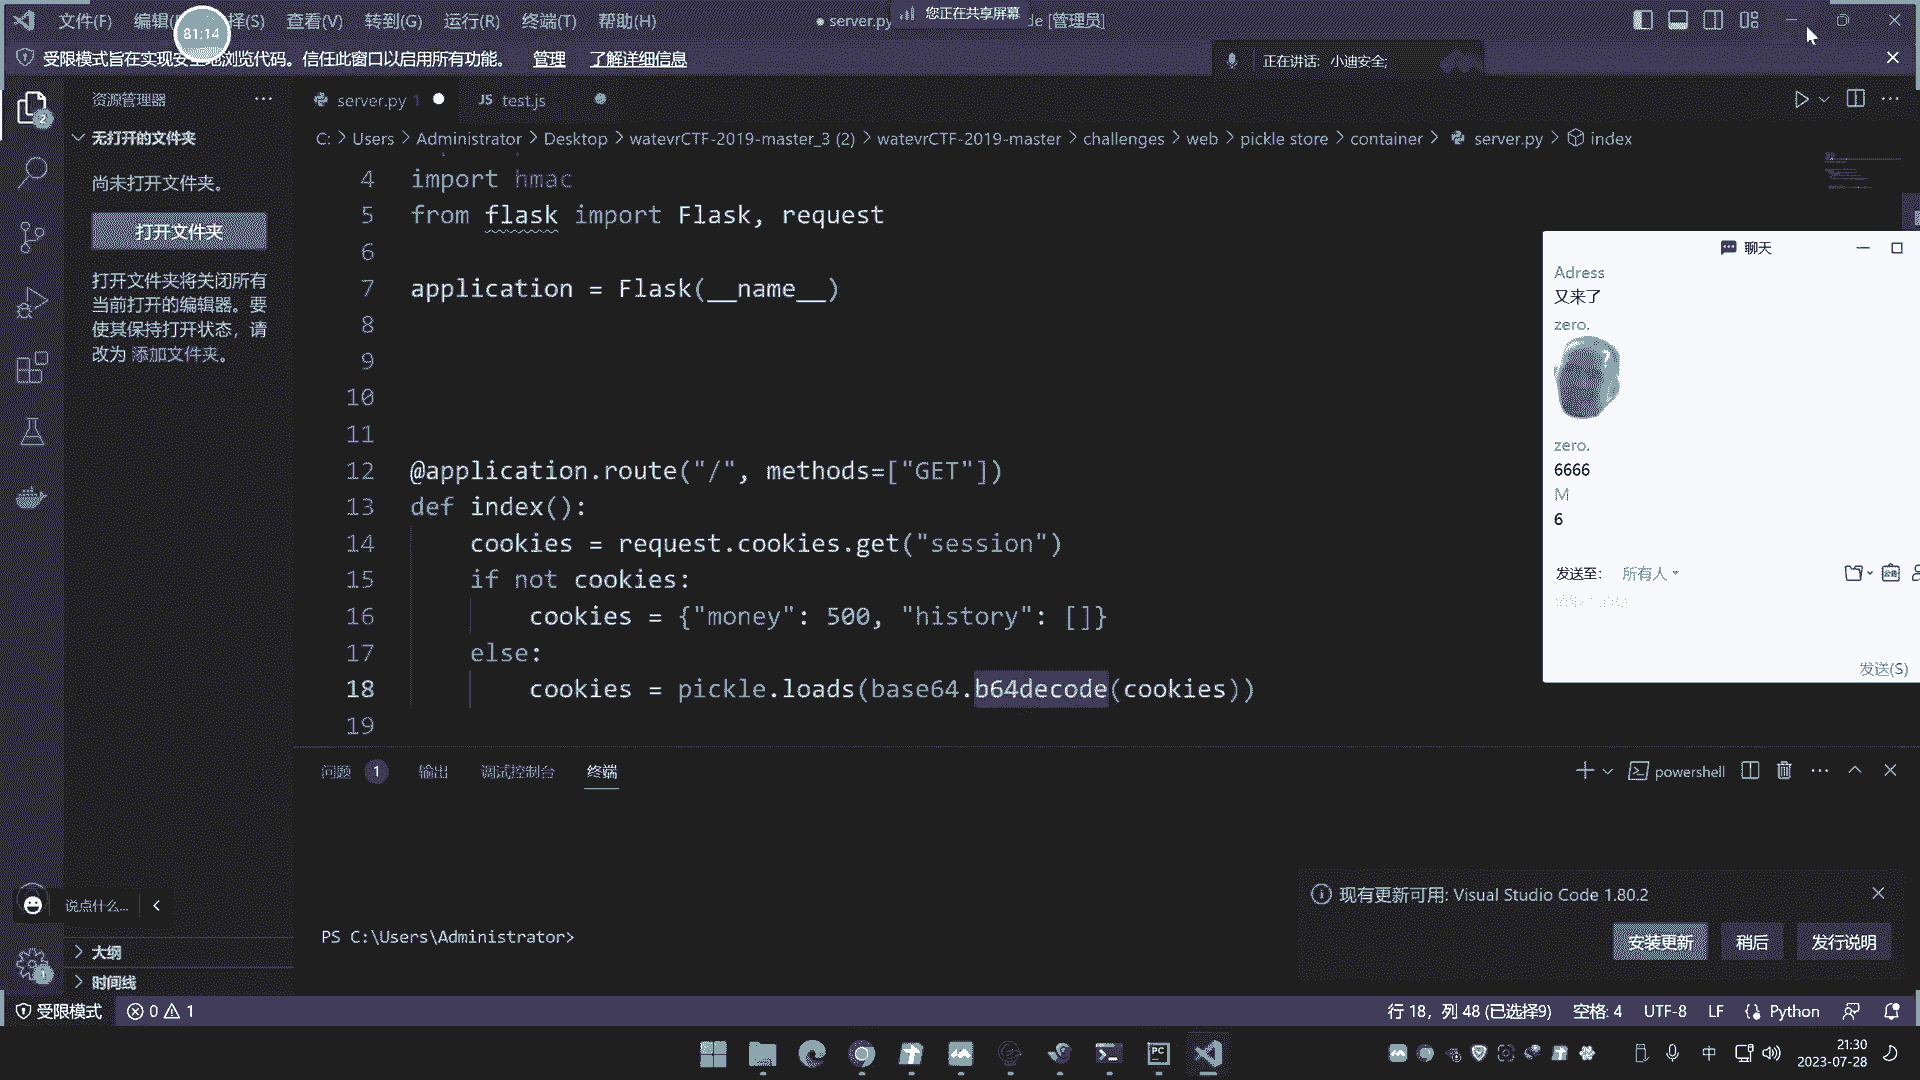 文件(F) 编辑 择(S) 查看(V) 转到(G) 运行(R) 终端(T) 帮助(H)
81:14
● server.py
您正在共享屏幕
de [管理员]
受限模式旨在实现安全地浏览代码。信任此窗口以启用所有功能。 管理 了解详细信息
正在讲话: 小迪安全;
资源管理器 ···
server.py 1 ●
JS test.js ●
无打开的文件夹
C: > Users > Administrator > Desktop > watevrCTF-2019-master_3 (2) > watevrCTF-2019-master > challenges > web > pickle store > container > server.py > index
尚未打开文件夹。
打开文件夹
打开文件夹将关闭所有
当前打开的编辑器。要
使其保持打开状态，请
改为 添加文件夹。
4 import hmac
5 from flask import Flask, request
6
7 application = Flask(__name__)
8
9
10
11
12 @application.route("/", methods=["GET"])
13 def index():
14 cookies = request.cookies.get("session")
15 if not cookies:
16 cookies = {"money": 500, "history": []}
17 else:
18 cookies = pickle.loads(base64.b64decode(cookies))
19
聊天
Adress
又来了
zero.
zero.
6666
M
6
发送至: 所有人
发送(S)
问题 1 输出 调试控制台 终端
powershell
PS C:\Users\Administrator>
说点什么...
大纲
时间线
现有更新可用: Visual Studio Code 1.80.2
安装更新 稍后 发行说明
受限模式 0 1
行 18，列 48 (已选择9) 空格: 4 UTF-8 LF Python
中
21:30
2023-07-28